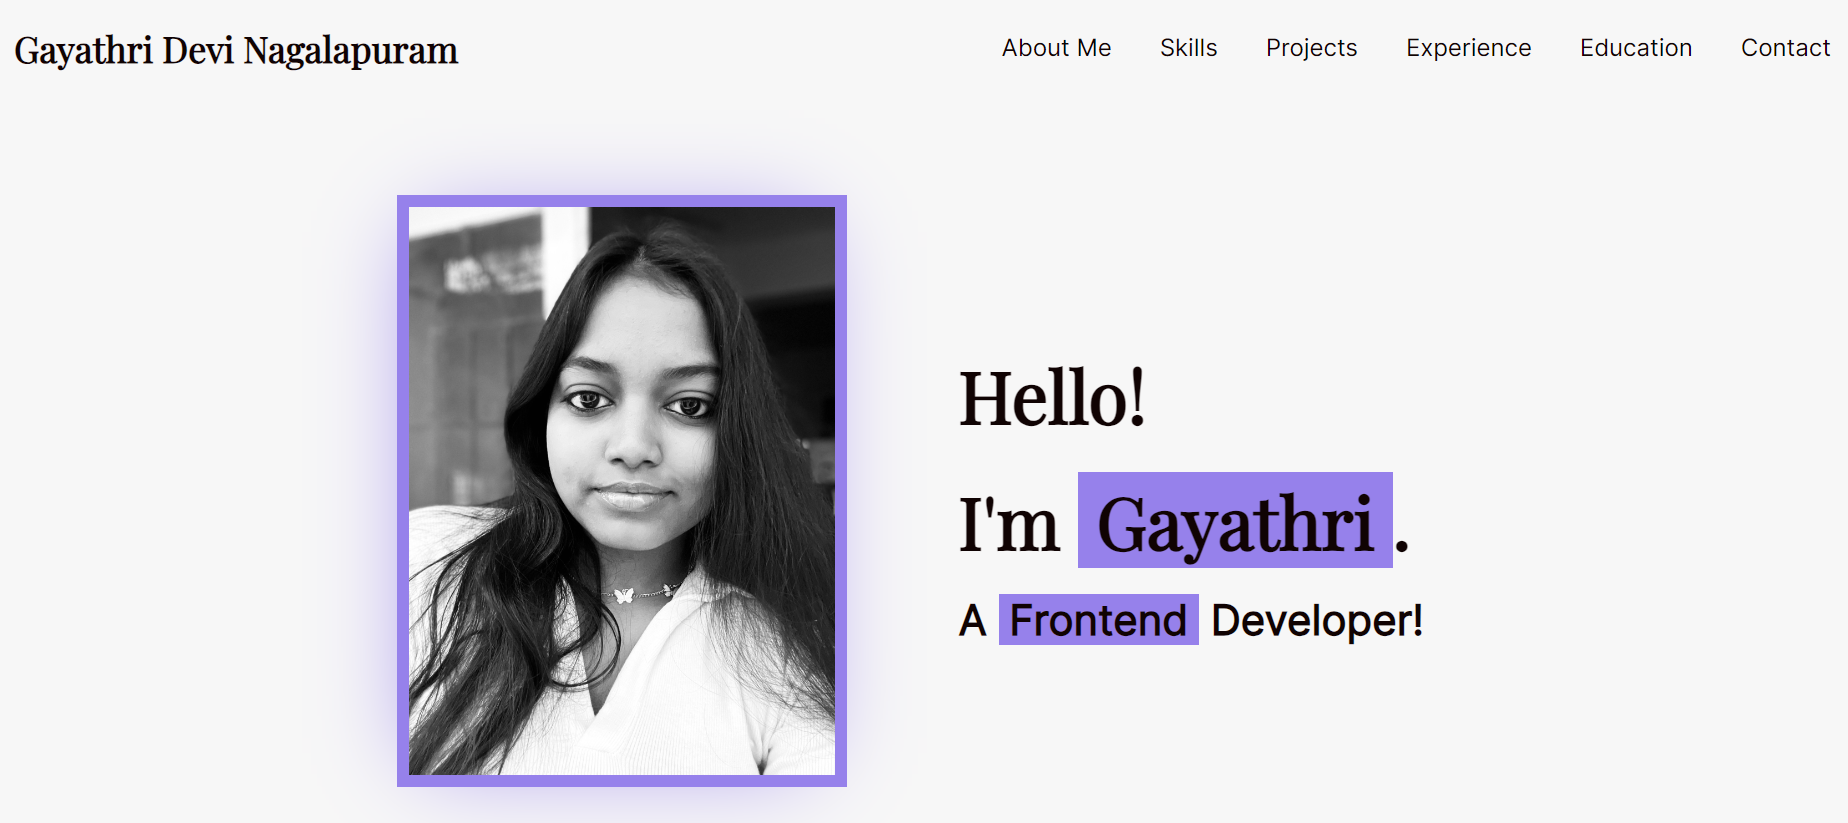 Gayathri Devi Nagalapuram
About Me Skills Projects Experience Education Contact
Hello!
I'm Gayathri.
A Frontend Developer!